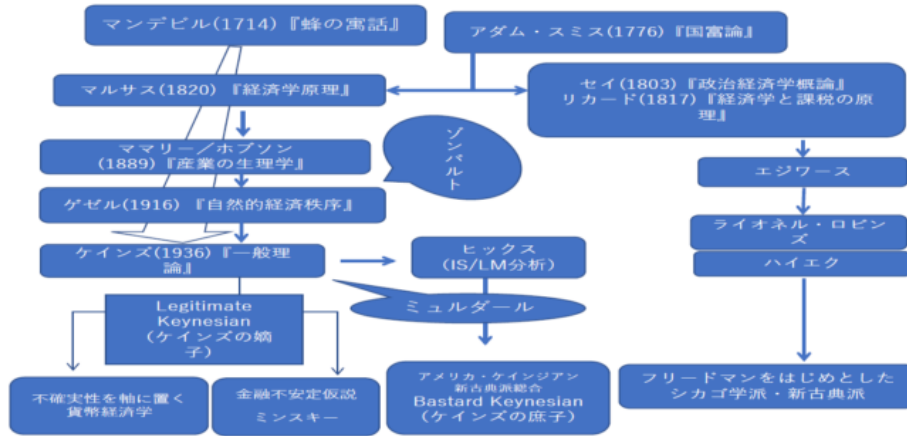 マンデビル(1714)『蜂の寓話』
アダム・スミス(1776)『国富論』
マルサス(1820)『経済学原理』
セイ(1803)『政治経済学概論』
リカード(1817)『経済学と課税の原
理』
ママリー／ホブソン
(1889)『産業の生理学』
ゾンバルト
エジワース
ゲゼル(1916)『自然的経済秩序』
ライオネル・ロビン
ズ
ケインズ(1936)『一般理
論』
ヒックス
(IS/LM分析)
ハイエク
Legitimate
Keynesian
(ケインズの嫡
子)
ミュルダール
不確実性を軸に置く
貨幣経済学
金融不安定仮説
ミンスキー
アメリカ・ケインジアン
新古典派総合
Bastard Keynesian
(ケインズの庶子)
フリードマンをはじめとした
シカゴ学派・新古典派